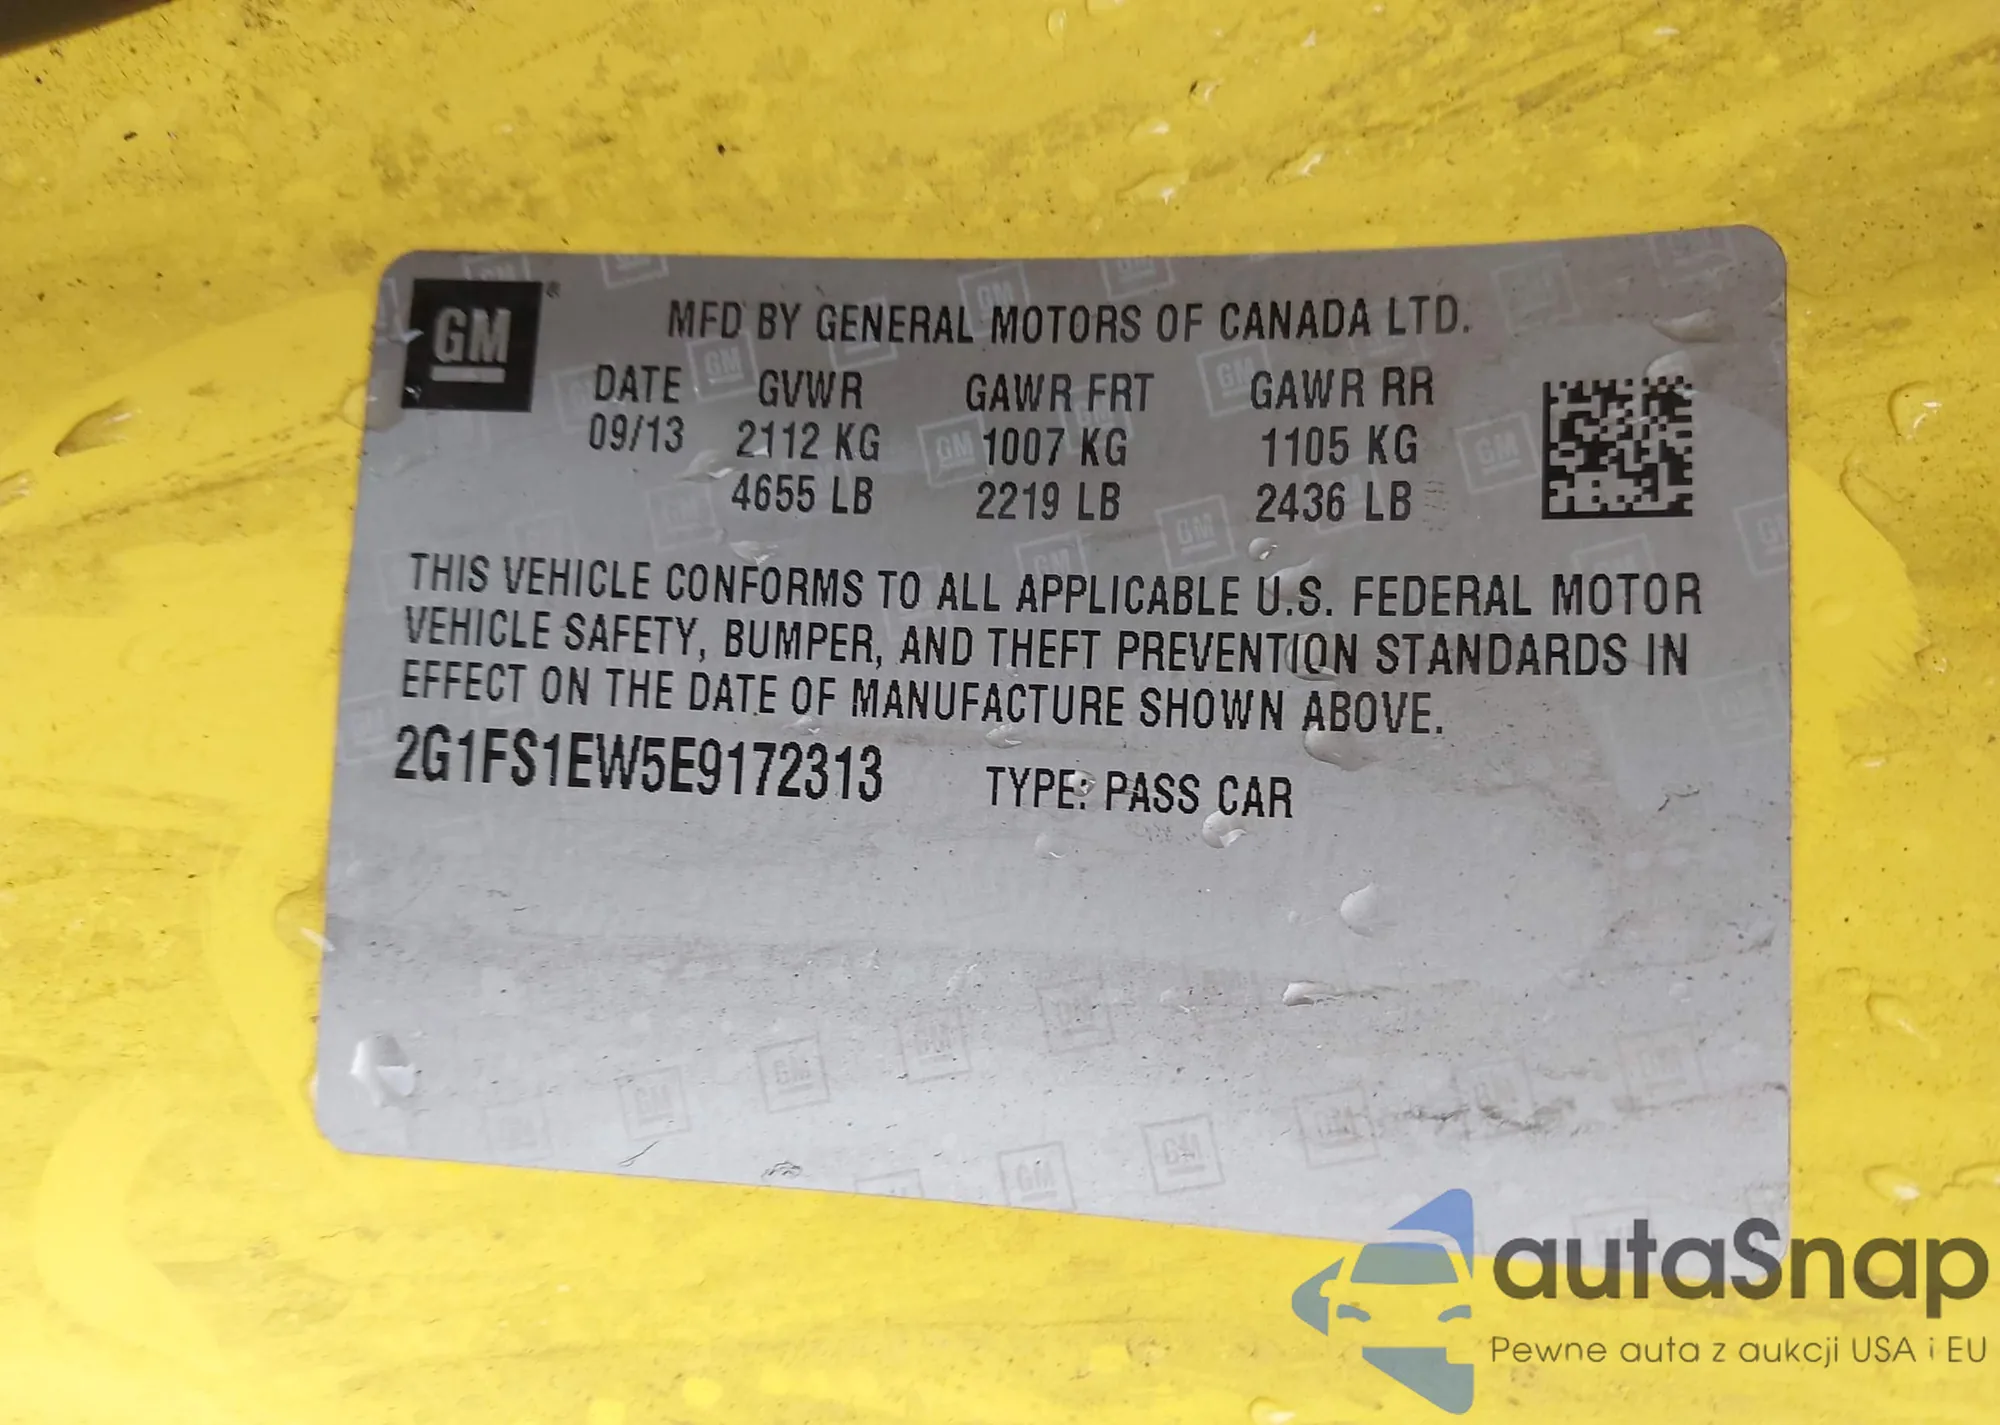 GM®
MFD BY GENERAL MOTORS OF CANADA LTD.
DATE GVWR GAWR FRT GAWR RR
09/13 2112 KG 1007 KG 1105 KG
4655 LB 2219 LB 2436 LB
THIS VEHICLE CONFORMS TO ALL APPLICABLE U.S. FEDERAL MOTOR
VEHICLE SAFETY, BUMPER, AND THEFT PREVENTION STANDARDS IN
EFFECT ON THE DATE OF MANUFACTURE SHOWN ABOVE.
2G1FS1EW5E9172313 TYPE: PASS CAR
autaSnap
Pewne auta z aukcji USA i EU